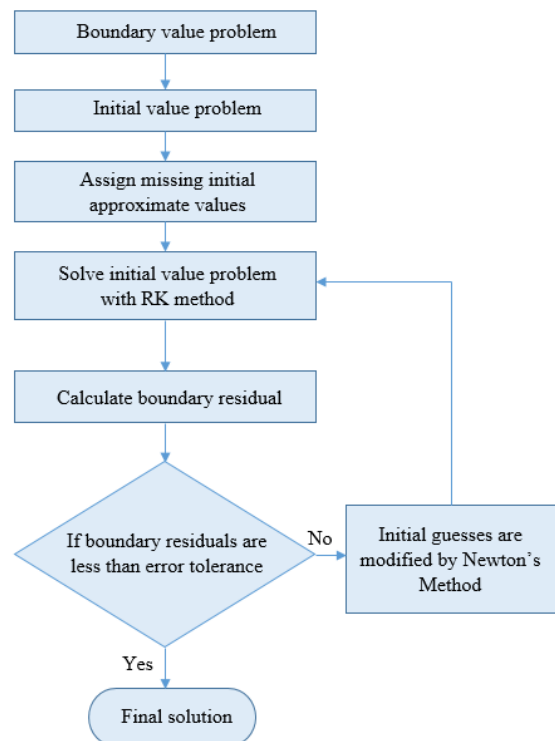 Boundary value problem
Initial value problem
Assign missing initial
approximate values
Solve initial value problem
with RK method
Calculate boundary residual
If boundary residuals are
less than error tolerance
No
Initial guesses are
modified by Newton’s
Method
Yes
Final solution